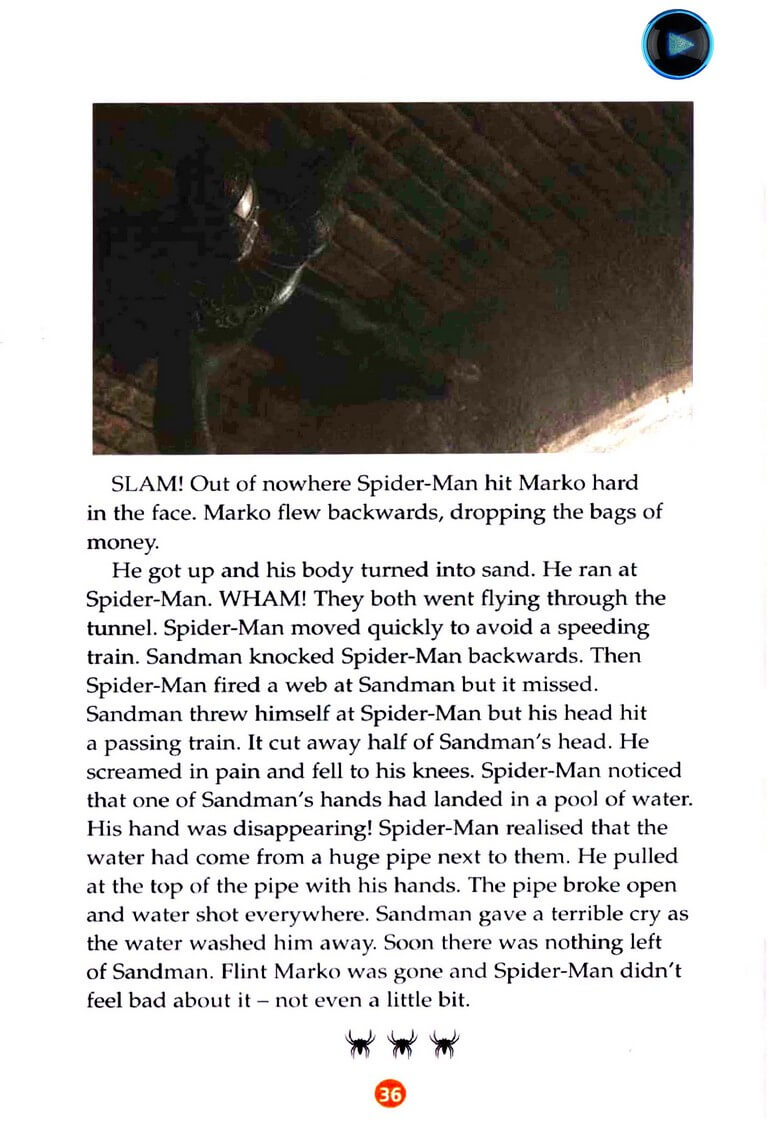 SLAM! Out of nowhere Spider-Man hit Marko hard
in the face. Marko flew backwards, dropping the bags of
money.
He got up and his body turned into sand. He ran at
Spider-Man. WHAM! They both went flying through the
tunnel. Spider-Man moved quickly to avoid a speeding
train. Sandman knocked Spider-Man backwards. Then
Spider-Man fired a web at Sandman but it missed.
Sandman threw himself at Spider-Man but his head hit
a passing train. It cut away half of Sandman's head. He
screamed in pain and fell to his knees. Spider-Man noticed
that one of Sandman's hands had landed in a pool of water.
His hand was disappearing! Spider-Man realised that the
water had come from a huge pipe next to them. He pulled
at the top of the pipe with his hands. The pipe broke open
and water shot everywhere. Sandman gave a terrible cry as
the water washed him away. Soon there was nothing left
of Sandman. Flint Marko was gone and Spider-Man didn't
feel bad about it – not even a little bit.
36